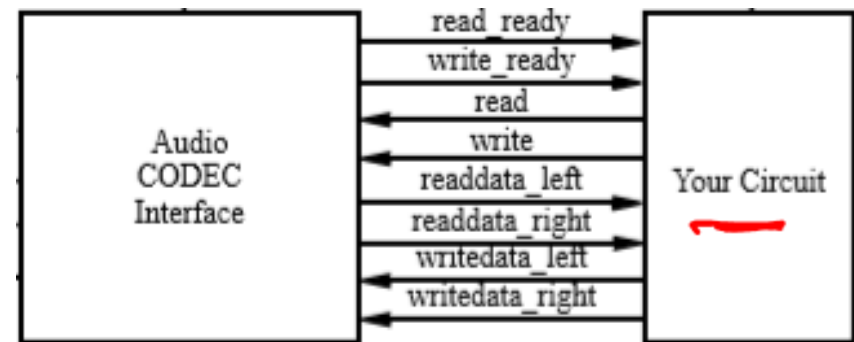 Audio
CODEC
Interface
read_ready
write_ready
read
write
readdata_left
readdata_right
writedata_left
writedata_right
Your Circuit